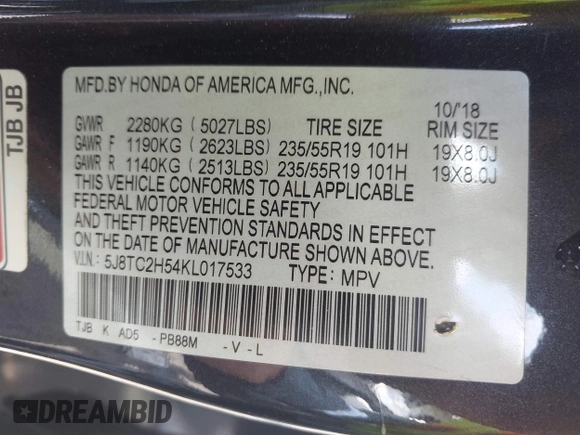 TJB JB
MFD.BY HONDA OF AMERICA MFG.,INC.
10/'18
GVWR 2280KG ( 5027LBS) TIRE SIZE RIM SIZE
GAWR F 1190KG ( 2623LBS) 235/55R19 101H 19X8.0J
GAWR R 1140KG ( 2513LBS) 235/55R19 101H 19X8.0J
THIS VEHICLE CONFORMS TO ALL APPLICABLE
FEDERAL MOTOR VEHICLE SAFETY
AND THEFT PREVENTION STANDARDS IN EFFECT
ON THE DATE OF MANUFACTURE SHOWN ABOVE.
V.I.N.: 5J8TC2H54KL017533 TYPE: MPV
TJB K AD5 -PB88M -V-L
DREAMBID